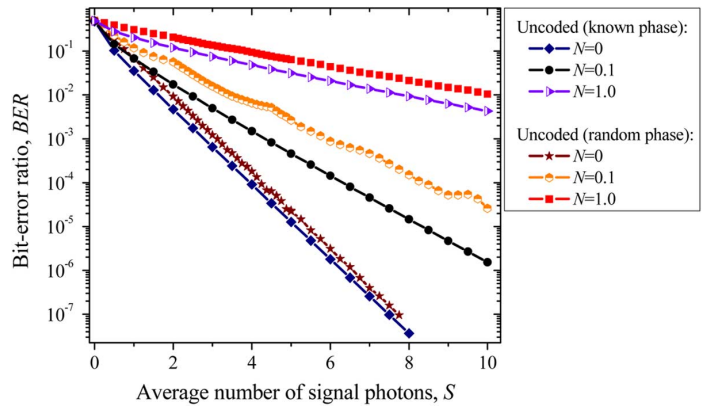 Uncoded (known phase):
N=0
N=0.1
N=1.0
Uncoded (random phase):
N=0
N=0.1
N=1.0
Bit-error ratio, BER
10⁻¹
10⁻²
10⁻³
10⁻⁴
10⁻⁵
10⁻⁶
10⁻⁷
0 2 4 6 8 10
Average number of signal photons, S